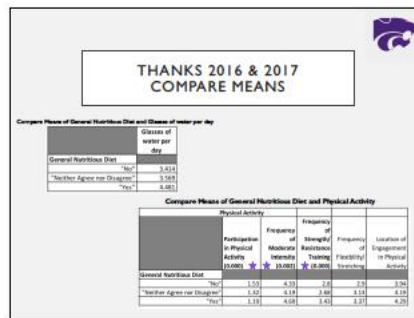 THANKS 2016 & 2017
COMPARE MEANS
Compare Means of General Nutritious Diet and Glasses of water per day
Glasses of
water per
day
General Nutritious Diet
"No" 3.414
"Neither Agree nor Disagree" 3.569
"Yes" 4.481
Compare Means of General Nutritious Diet and Physical Activity
Physical Activity
Participation
in Physical
Activity
(0.000)
Frequency
of
Moderate
Intensity
(0.002)
Frequency
of
Strength/
Resistance
Training
(0.000)
Frequency
of
Flexibility/
Stretching
Location of
Engagement
in Physical
Activity
General Nutritious Diet
"No" 1.53 4.33 2.8 2.9 3.94
"Neither Agree nor Disagree" 1.32 4.19 2.68 3.13 4.19
"Yes" 1.19 4.68 3.43 3.37 4.29